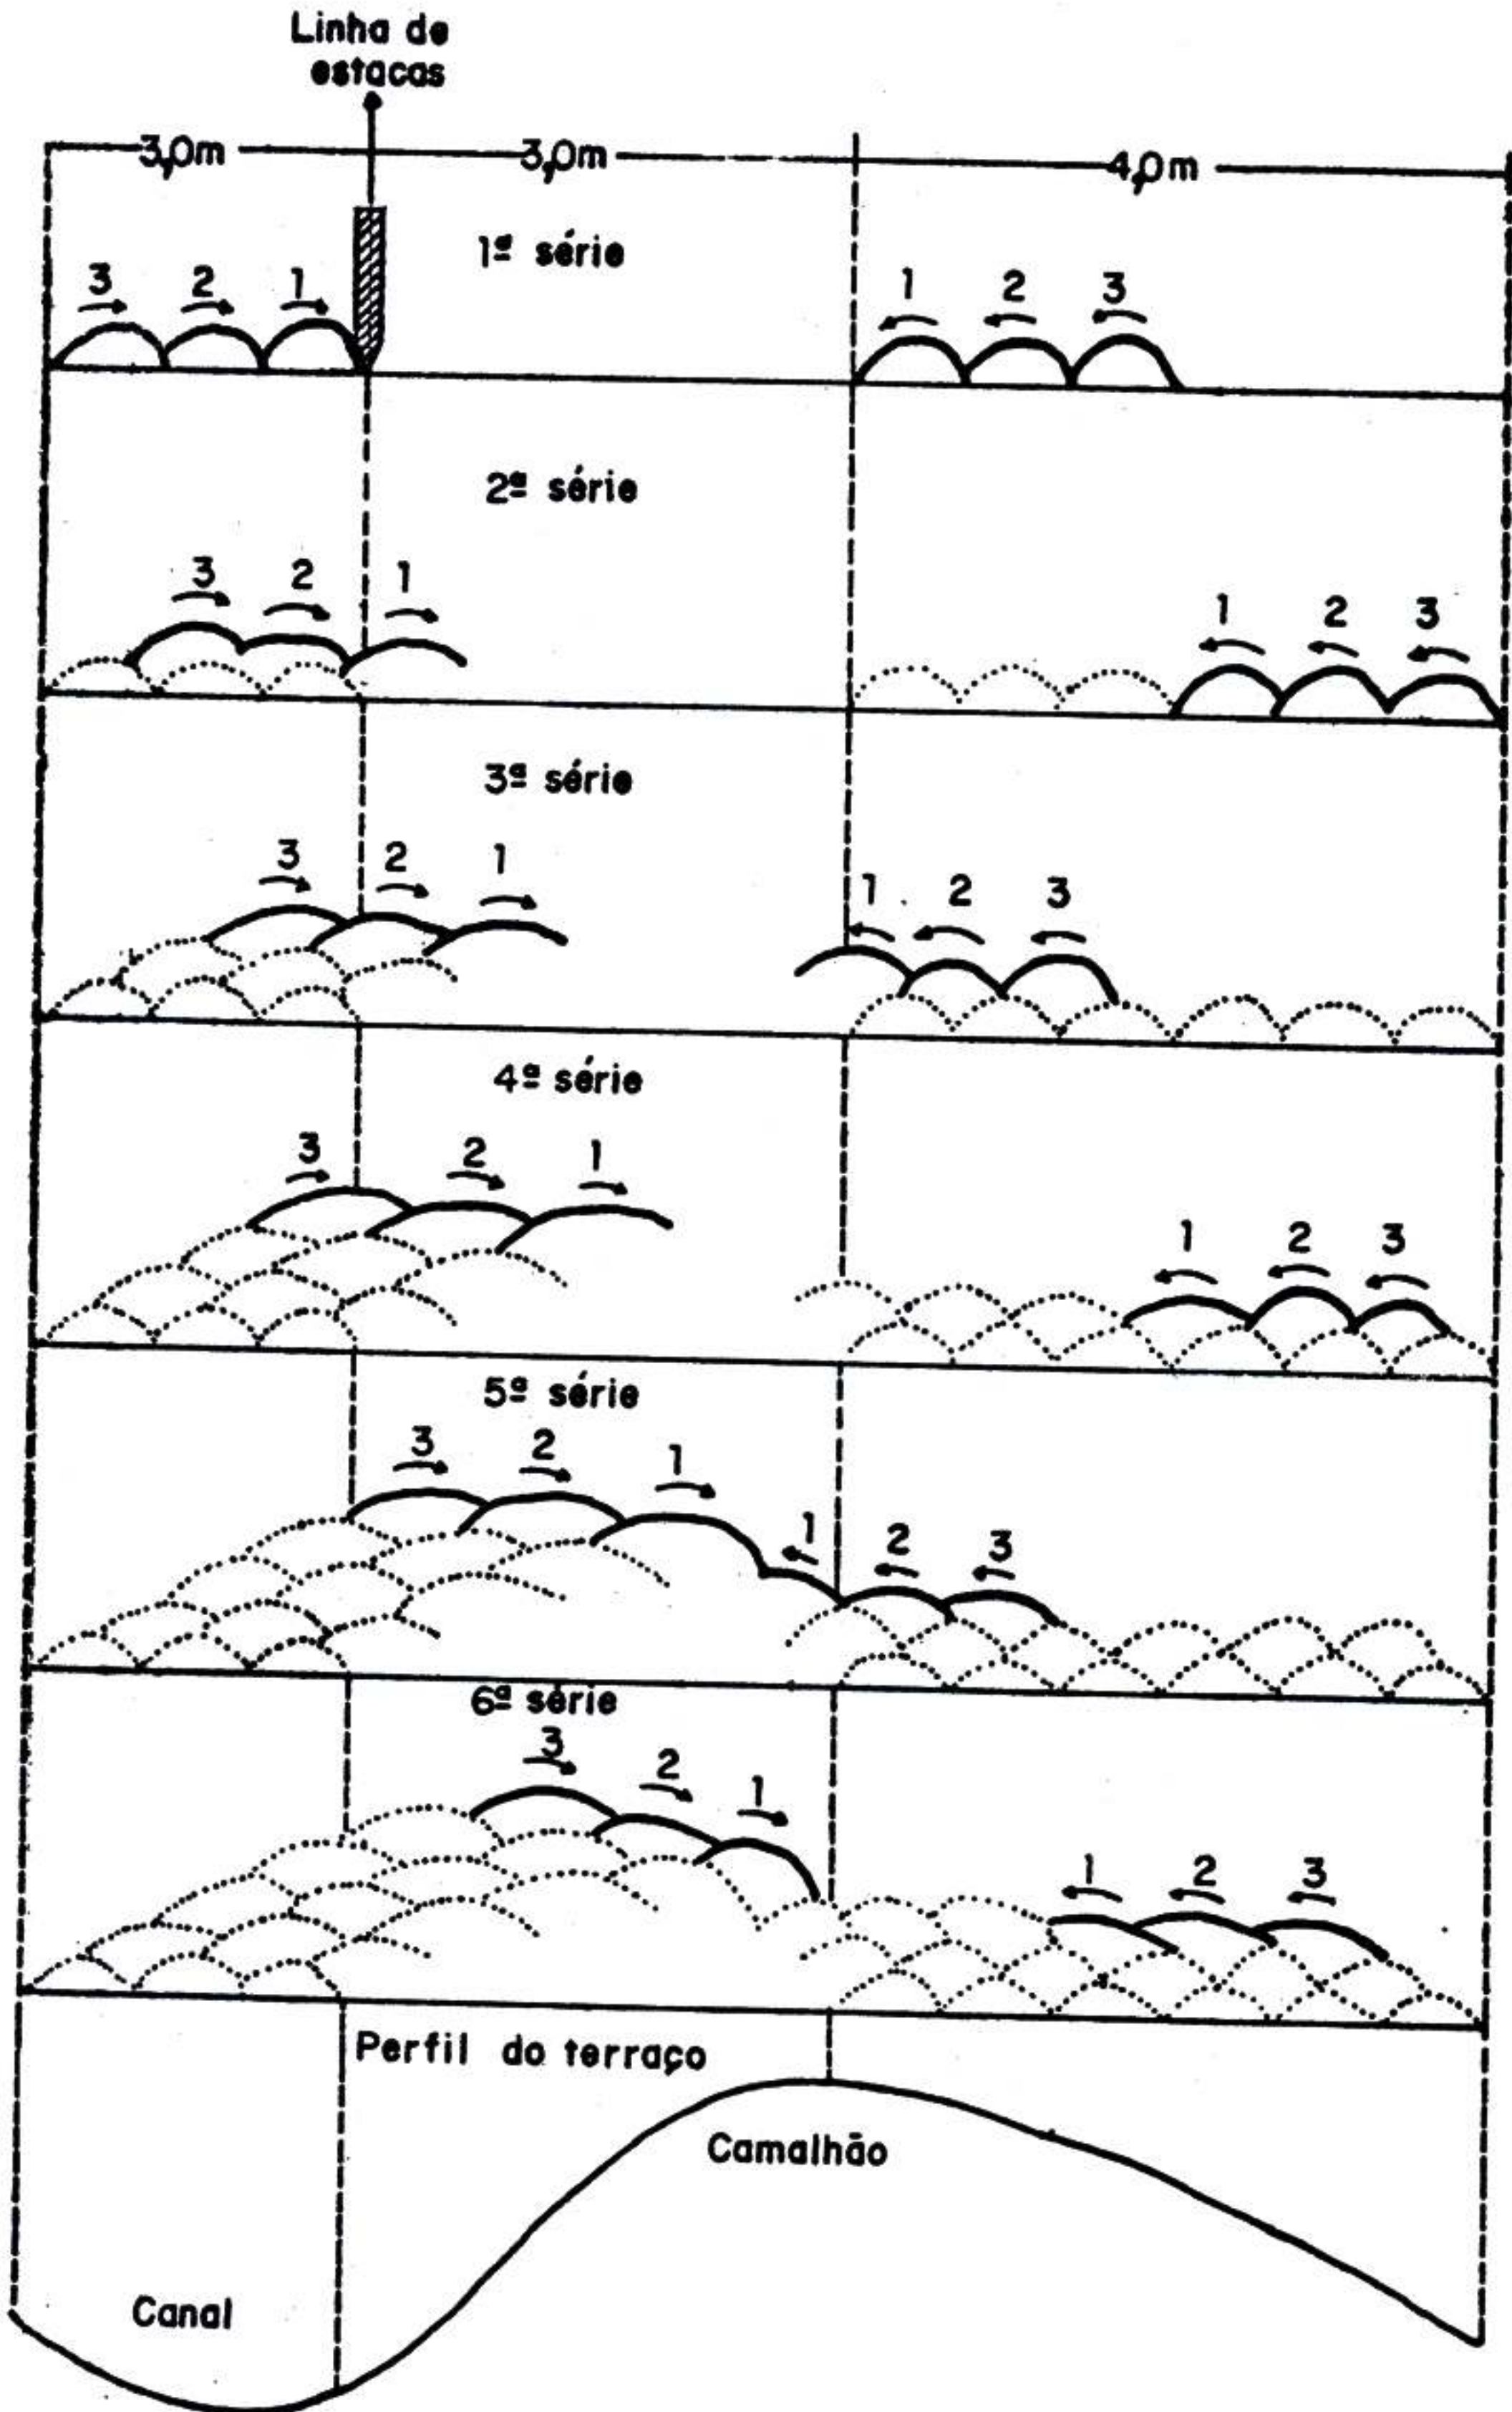 Linha de
estacas
3,0m 3,0m 4,0m
1ª série
3 2 1 1 2 3
2ª série
3 2 1 1 2 3
3ª série
3 2 1 1 2 3
4ª série
3 2 1 1 2 3
5ª série
3 2 1 1 2 3
6ª série
3 2 1 1 2 3
Perfil do terraço
Camalhão
Canal